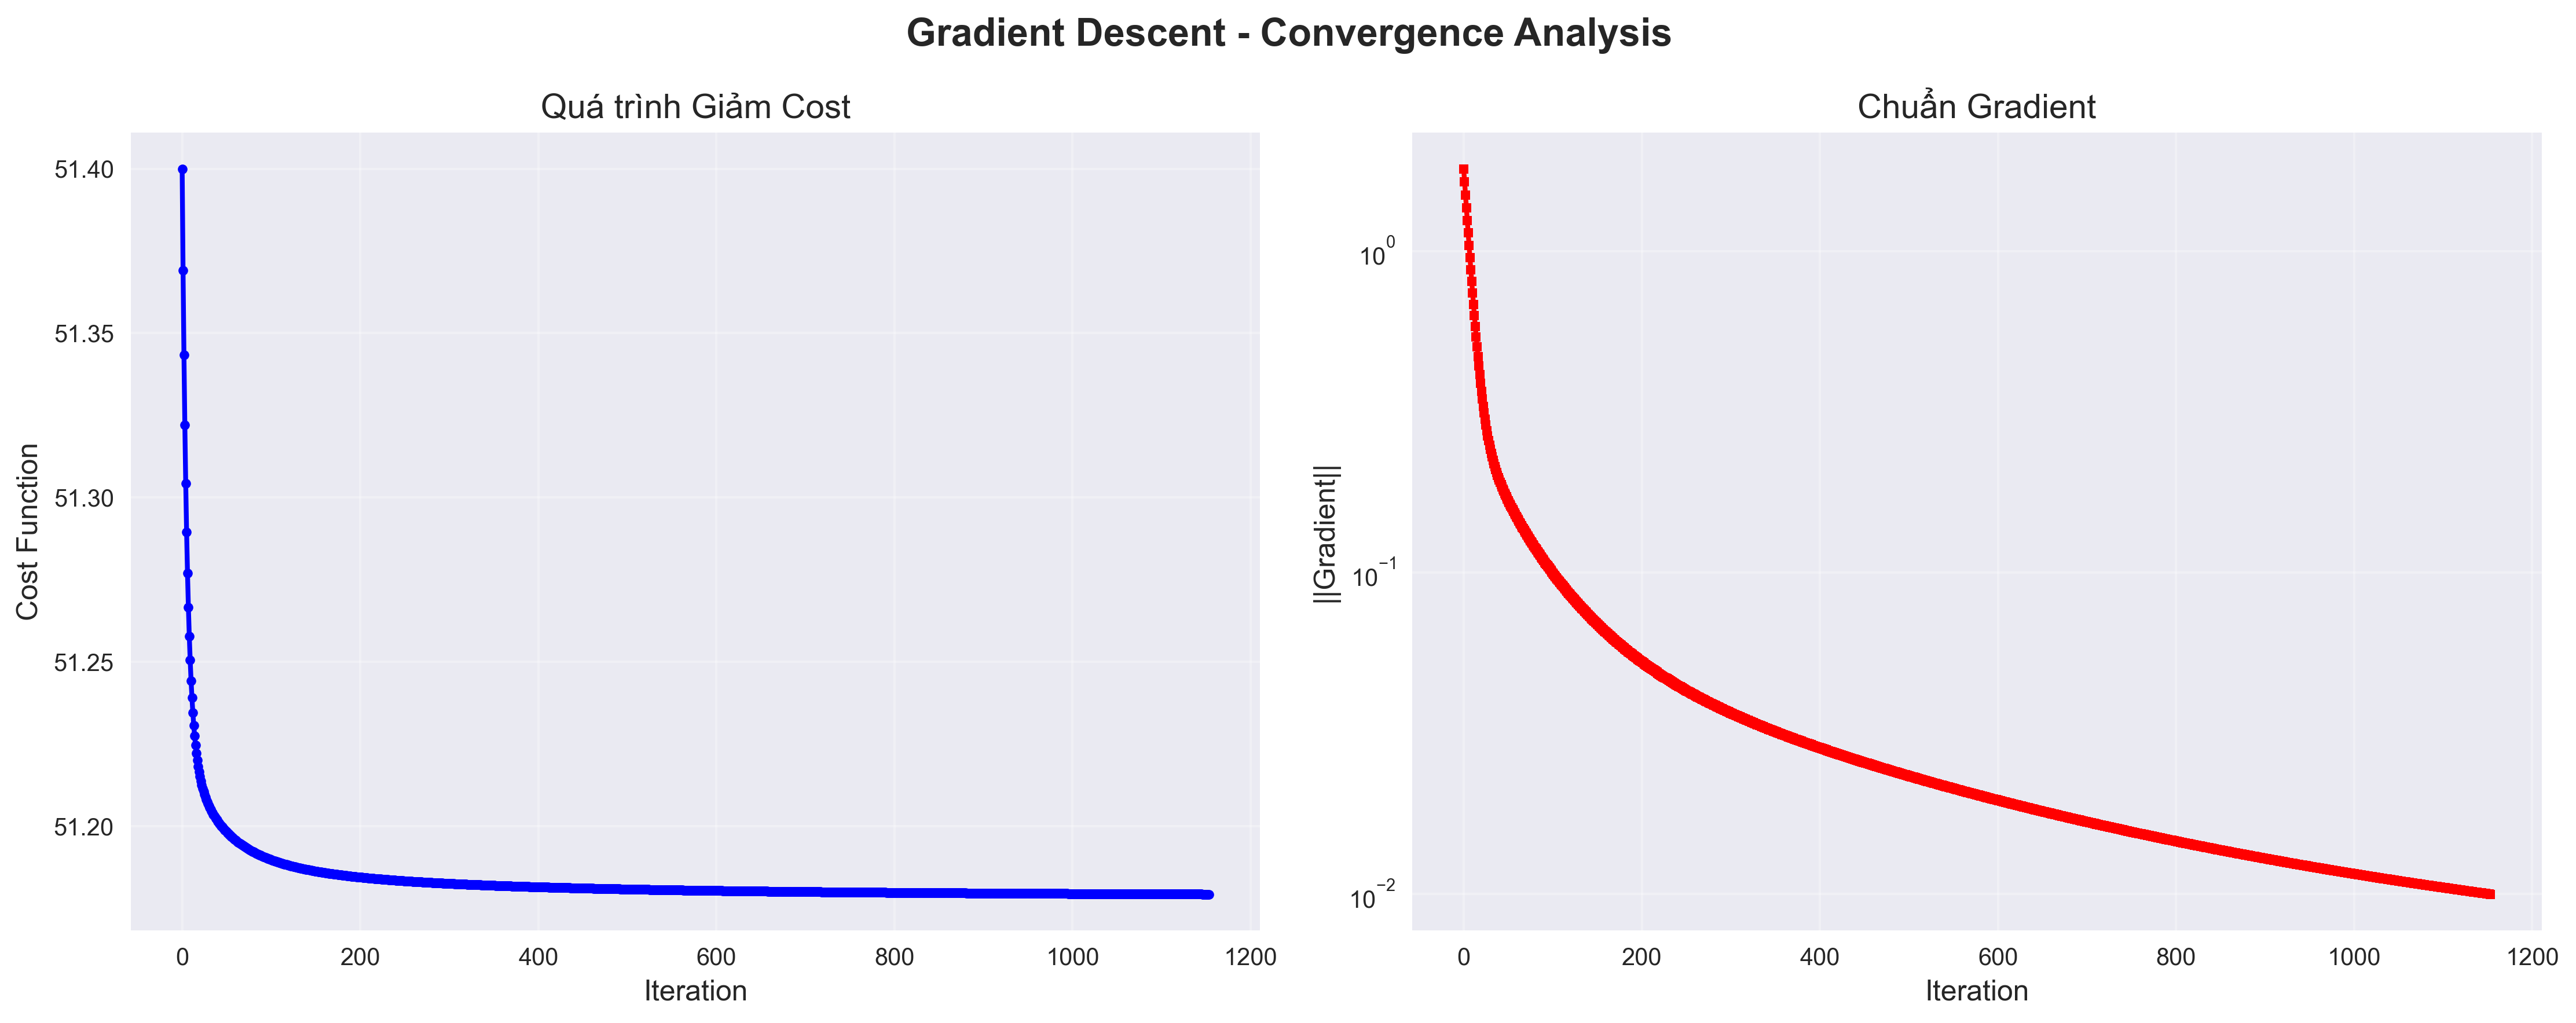 Gradient Descent - Convergence Analysis
Quá trình Giảm Cost
Cost Function
51.40
51.35
51.30
51.25
51.20
0 200 400 600 800 1000 1200
Iteration
Chuẩn Gradient
||Gradient||
10⁰
10⁻¹
10⁻²
0 200 400 600 800 1000 1200
Iteration